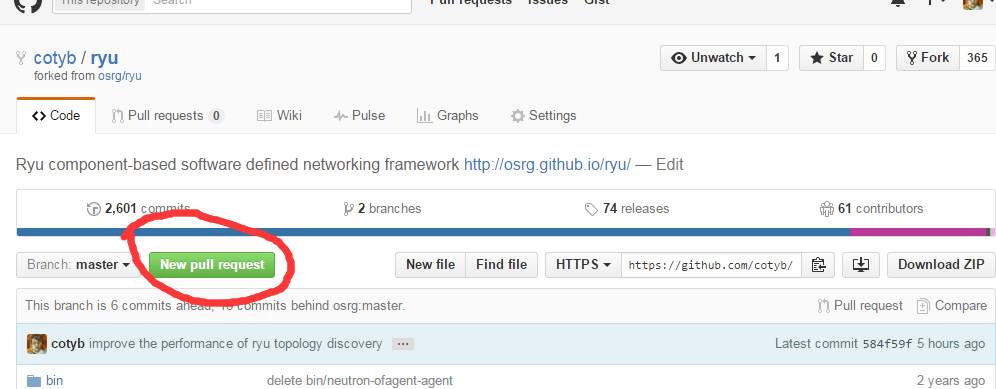 This repository Search Pull requests Issues Gist
cotyb / ryu
forked from osrg/ryu
Unwatch 1 Star 0 Fork 365
Code Pull requests 0 Wiki Pulse Graphs Settings
Ryu component-based software defined networking framework http://osrg.github.io/ryu/ — Edit
2,601 commits 2 branches 74 releases 61 contributors
Branch: master New pull request New file Find file HTTPS https://github.com/cotyb/ Download ZIP
This branch is 6 commits ahead, commits behind osrg:master. Pull request Compare
cotyb improve the performance of ryu topology discovery ... Latest commit 584f59f 5 hours ago
bin delete bin/neutron-ofagent-agent 2 years ago